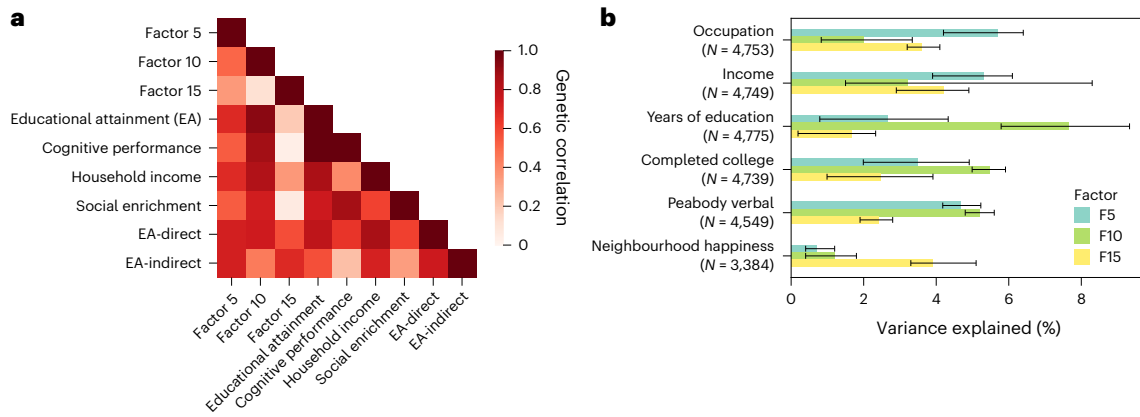 a
Factor 5
Factor 10
Factor 15
Educational attainment (EA)
Cognitive performance
Household income
Social enrichment
EA-direct
EA-indirect
Factor 5
Factor 10
Factor 15
Educational attainment
Cognitive performance
Household income
Social enrichment
EA-direct
EA-indirect
1.0
0.8
0.6
0.4
0.2
0
Genetic correlation
b
Occupation
(N = 4,753)
Income
(N = 4,749)
Years of education
(N = 4,775)
Completed college
(N = 4,739)
Peabody verbal
(N = 4,549)
Neighbourhood happiness
(N = 3,384)
Factor
F5
F10
F15
0
2
4
6
8
Variance explained (%)